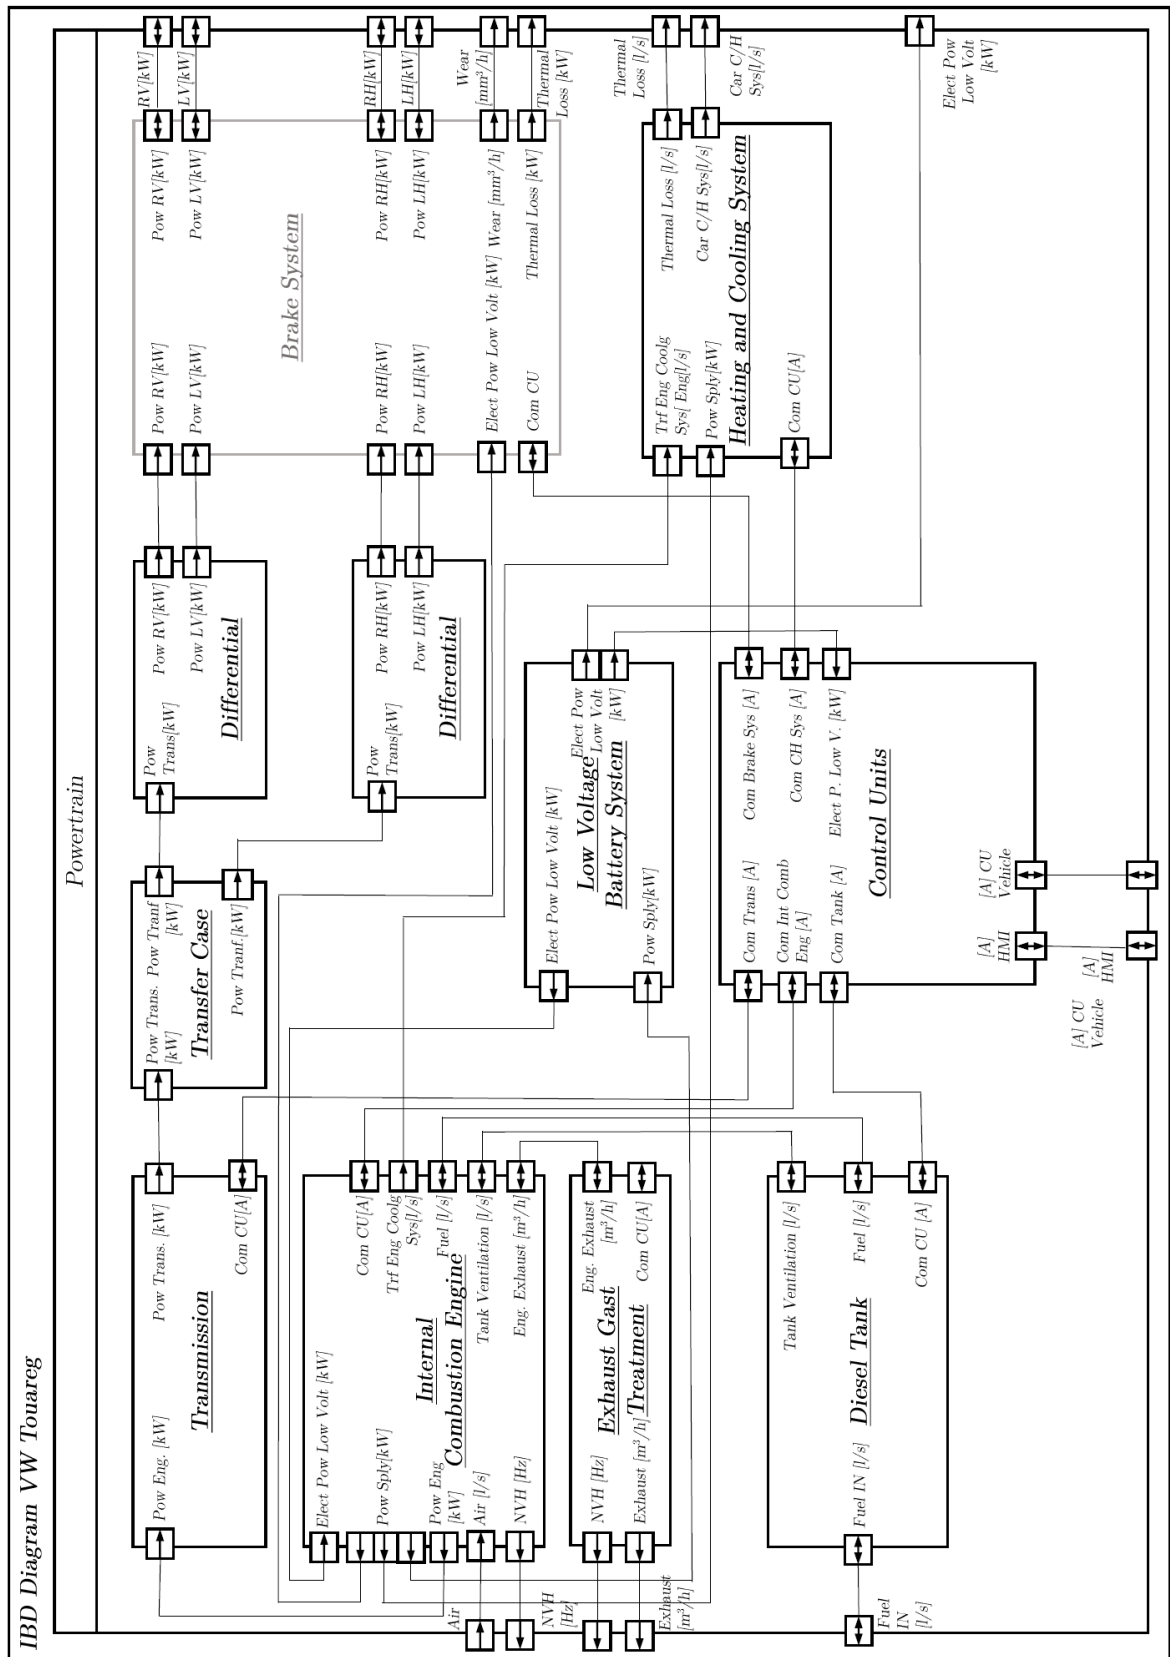 IBD Diagram VW Touareg
Powertrain
Pow Eng. [kW]
Pow Trans. [kW]
Com CU[A]
Transmission
Pow Trans.
[kW]
Pow Tranf
[kW]
Pow Tranf.[kW]
Transfer Case
Pow
Trans[kW]
Pow RV[kW]
Pow LV[kW]
Differential
Pow
Trans[kW]
Pow RH[kW]
Pow LH[kW]
Differential
Pow RV[kW]
Pow LV[kW]
Pow RH[kW]
Pow LH[kW]
Elect Pow Low Volt [kW]
Com CU
Brake System
Pow RV[kW]
Pow LV[kW]
Pow RH[kW]
Pow LH[kW]
Wear [mm³/h]
Thermal Loss [kW]
RV[kW]
LV[kW]
RH[kW]
LH[kW]
Wear
[mm³/h]
Thermal
Loss [kW]
Elect Pow Low Volt [kW]
Pow Sply[kW]
Pow Eng
[kW]
Air [l/s]
NVH [Hz]
Internal
Combustion Engine
Com CU[A]
Trf Eng Coolg
Sys[l/s]
Fuel [l/s]
Tank Ventilation [l/s]
Eng. Exhaust [m³/h]
Air
NVH
[Hz]
NVH [Hz]
Exhaust [m³/h]
Exhaust Gast
Treatment
Eng. Exhaust
[m³/h]
Com CU[A]
Exhaust
[m³/h]
Fuel IN [l/s]
Diesel Tank
Tank Ventilation [l/s]
Fuel [l/s]
Com CU [A]
Fuel
IN
[l/s]
Elect Pow Low Volt [kW]
Pow Sply[kW]
Low Voltage
Battery System
Elect Pow
Low Volt
[kW]
Com Trans [A]
Com Int Comb
Eng [A]
Com Tank [A]
Control Units
Com Brake Sys [A]
Com CH Sys [A]
Elect P. Low V. [kW]
[A]
HMI
[A] CU
Vehicle
[A] CU
Vehicle
[A]
HMI
Trf Eng Coolg
Sys[ Eng[l/s]
Pow Sply[kW]
Com CU[A]
Heating and Cooling System
Thermal Loss [l/s]
Car C/H Sys[l/s]
Thermal
Loss [l/s]
Car C/H
Sys[l/s]
Elect Pow
Low Volt
[kW]